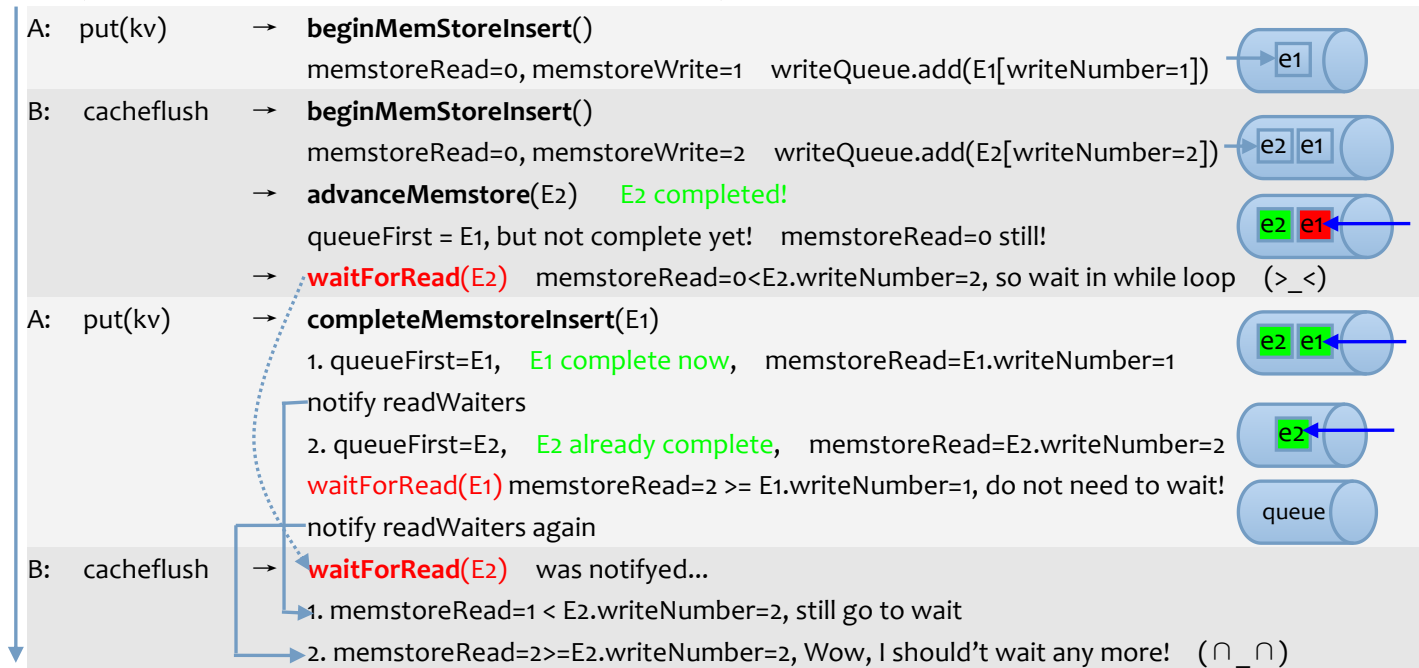 A: put(kv) → beginMemStoreInsert()
memstoreRead=0, memstoreWrite=1 writeQueue.add(E1[writeNumber=1]) e1
B: cacheflush → beginMemStoreInsert()
memstoreRead=0, memstoreWrite=2 writeQueue.add(E2[writeNumber=2]) e2 e1
→ advanceMemstore(E2) E2 completed!
e2 e1
queueFirst = E1, but not complete yet! memstoreRead=0 still!
→ waitForRead(E2) memstoreRead=0<E2.writeNumber=2, so wait in while loop (>_<)
A: put(kv) → completeMemstoreInsert(E1)
e2 e1
1. queueFirst=E1, E1 complete now, memstoreRead=E1.writeNumber=1
notify readWaiters
2. queueFirst=E2, E2 already complete, memstoreRead=E2.writeNumber=2 e2
waitForRead(E1) memstoreRead=2 >= E1.writeNumber=1, do not need to wait!
queue
notify readWaiters again
B: cacheflush → waitForRead(E2) was notifyed...
1. memstoreRead=1 < E2.writeNumber=2, still go to wait
2. memstoreRead=2>=E2.writeNumber=2, Wow, I should't wait any more! (∩_∩)